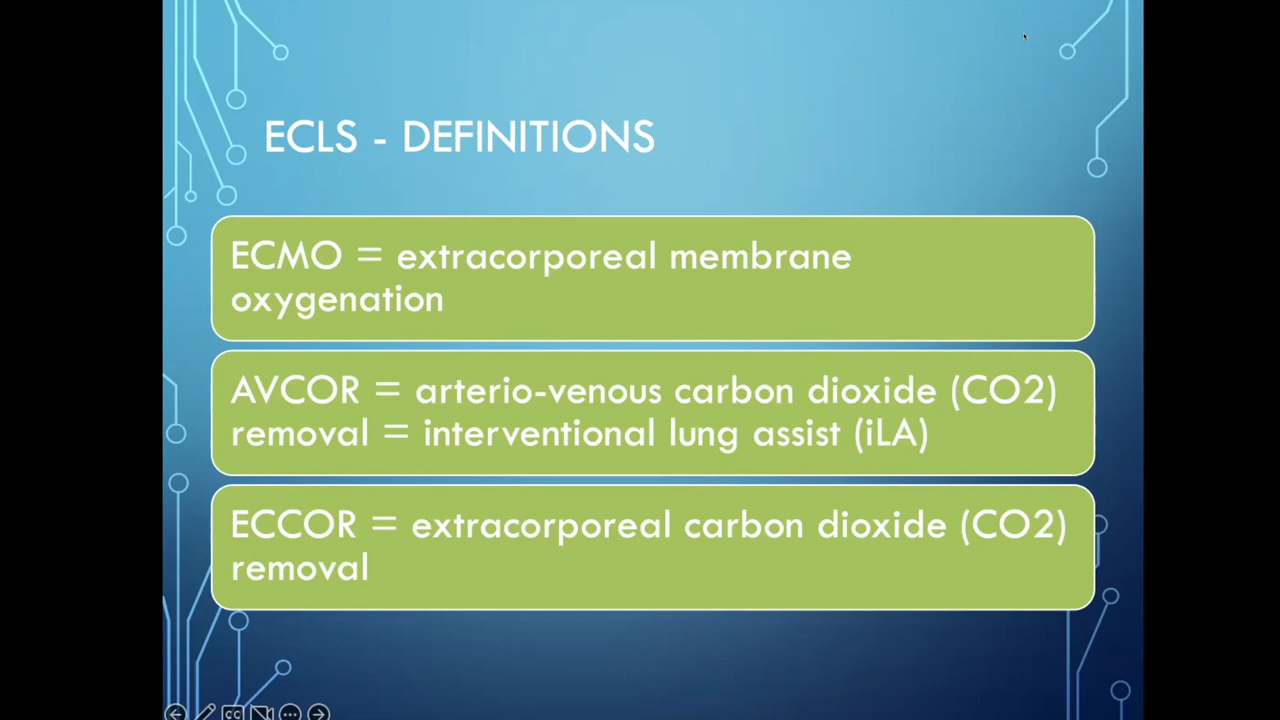 ECLS - DEFINITIONS
ECMO = extracorporeal membrane
oxygenation
AVCOR = arterio-venous carbon dioxide (CO2)
removal = interventional lung assist (iLA)
ECCOR = extracorporeal carbon dioxide (CO2)
removal
CC